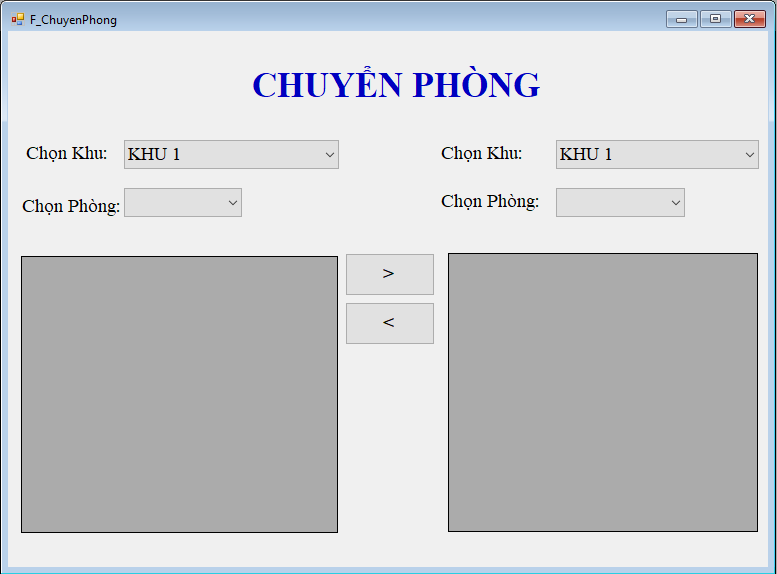 F_ChuyenPhong
CHUYỂN PHÒNG
Chọn Khu: KHU 1 Chọn Khu: KHU 1
Chọn Phòng: Chọn Phòng:
>
<